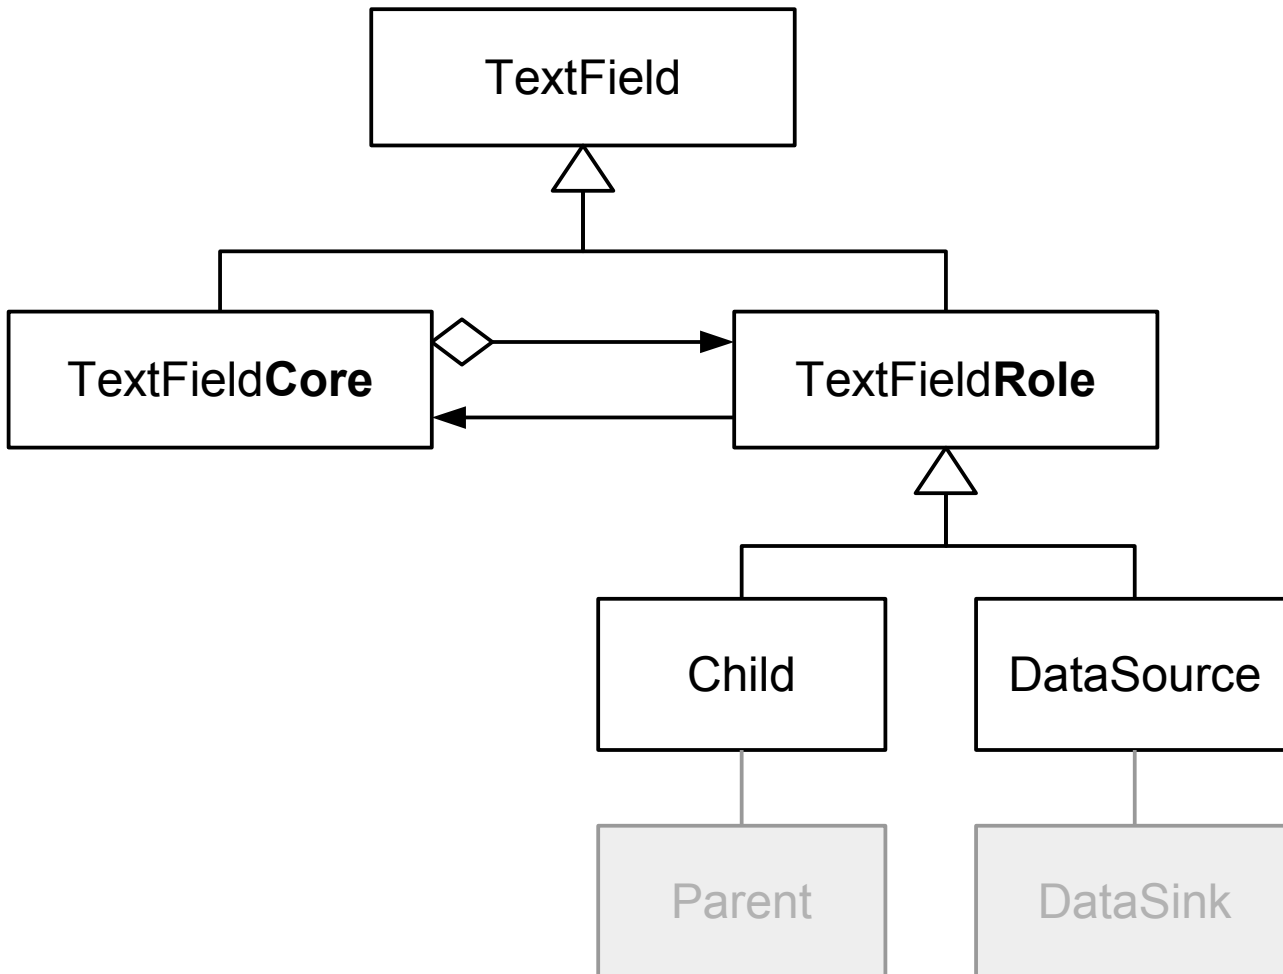 TextField
TextFieldCore
TextFieldRole
Child
DataSource
Parent
DataSink